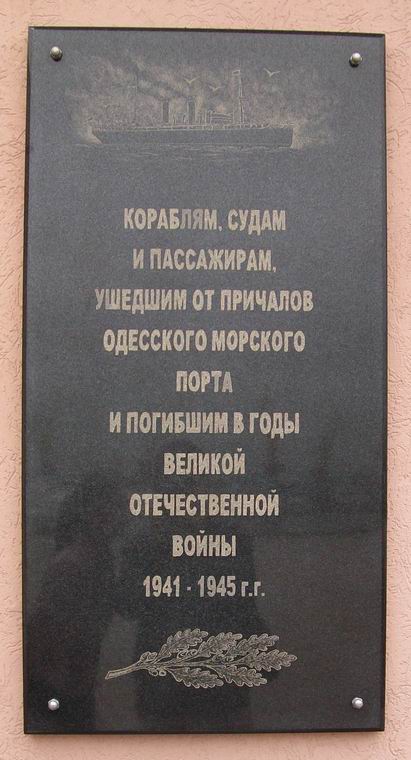 КОРАБЛЯМ, СУДАМ
И ПАССАЖИРАМ,
УШЕДШИМ ОТ ПРИЧАЛОВ
ОДЕССКОГО МОРСКОГО
ПОРТА
И ПОГИБШИМ В ГОДЫ
ВЕЛИКОЙ
ОТЕЧЕСТВЕННОЙ
ВОЙНЫ
1941 - 1945 г.г.